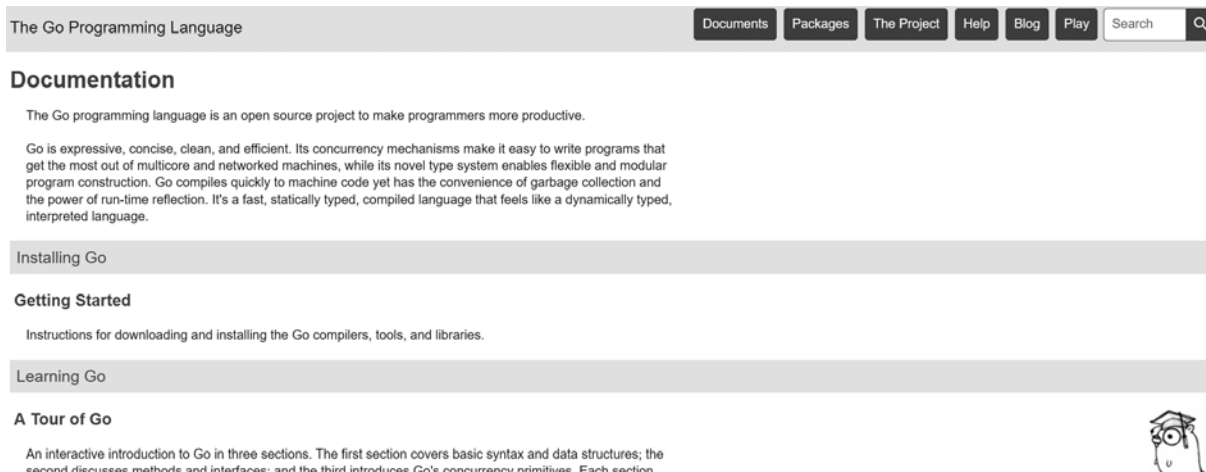 The Go Programming Language
Documents Packages The Project Help Blog Play Search
Documentation
The Go programming language is an open source project to make programmers more productive.
Go is expressive, concise, clean, and efficient. Its concurrency mechanisms make it easy to write programs that
get the most out of multicore and networked machines, while its novel type system enables flexible and modular
program construction. Go compiles quickly to machine code yet has the convenience of garbage collection and
the power of run-time reflection. It's a fast, statically typed, compiled language that feels like a dynamically typed,
interpreted language.
Installing Go
Getting Started
Instructions for downloading and installing the Go compilers, tools, and libraries.
Learning Go
A Tour of Go
An interactive introduction to Go in three sections. The first section covers basic syntax and data structures; the
second discusses methods and interfaces; and the third introduces Go's concurrency primitives. Each section